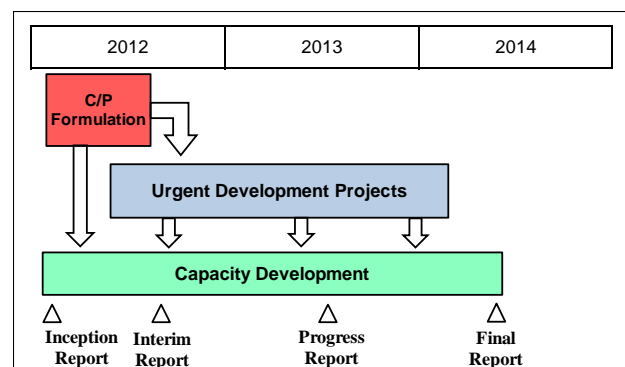 2012 2013 2014
C/P
Formulation
Urgent Development Projects
Capacity Development
Inception
Report
Interim
Report
Progress
Report
Final
Report